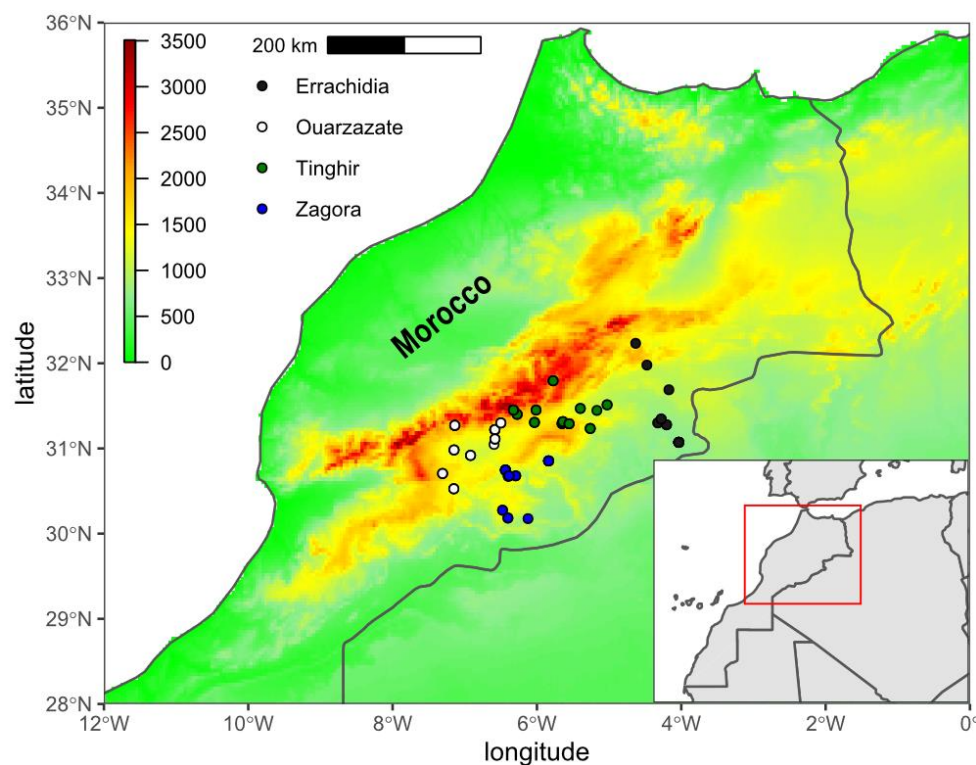 36°N
35°N
34°N
33°N
32°N
31°N
30°N
29°N
28°N
latitude
3500
3000
2500
2000
1500
1000
500
0
200 km
Errachidia
Ouarzazate
Tinghir
Zagora
Morocco
12°W 10°W 8°W 6°W 4°W 2°W 0°
longitude